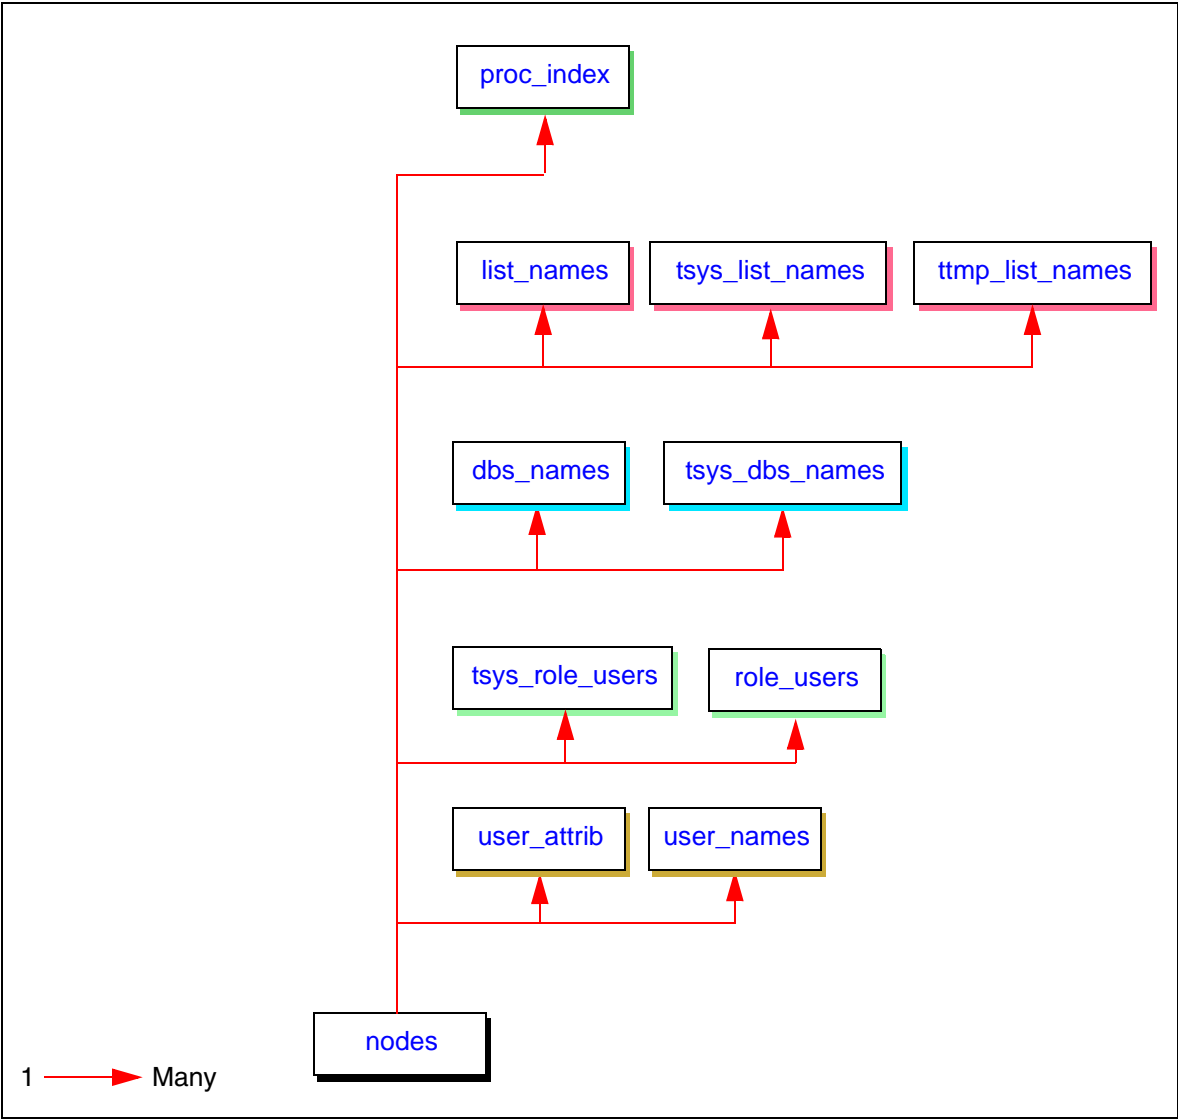 proc_index
list_names
tsys_list_names
ttmp_list_names
dbs_names
tsys_dbs_names
tsys_role_users
role_users
user_attrib
user_names
nodes
1
Many